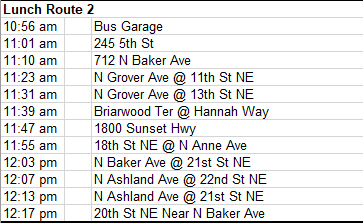 Lunch Route 2
10:56 am Bus Garage
11:01 am 245 5th St
11:10 am 712 N Baker Ave
11:23 am N Grover Ave @ 11th St NE
11:31 am N Grover Ave @ 13th St NE
11:39 am Briarwood Ter @ Hannah Way
11:47 am 1800 Sunset Hwy
11:55 am 18th St NE @ N Anne Ave
12:03 pm N Baker Ave @ 21st St NE
12:07 pm N Ashland Ave @ 22nd St NE
12:13 pm N Ashland Ave @ 21st St NE
12:17 pm 20th St NE Near N Baker Ave